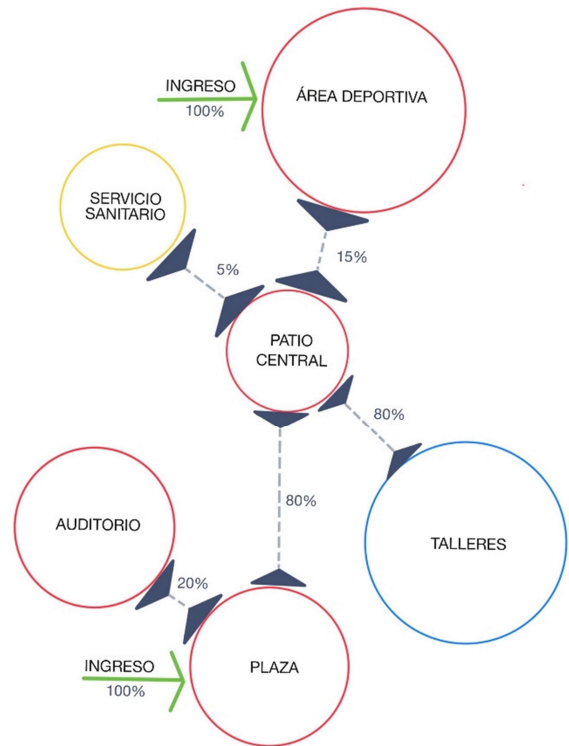 INGRESO
100%
ÁREA DEPORTIVA
SERVICIO
SANITARIO
5%
15%
PATIO
CENTRAL
80%
80%
AUDITORIO
TALLERES
20%
INGRESO
100%
PLAZA